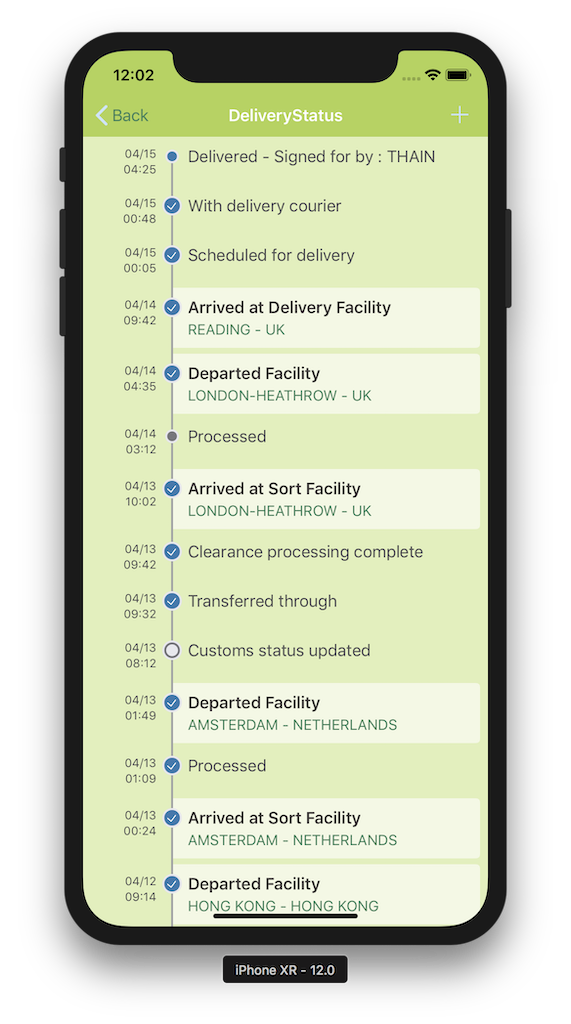 12:02
Back
DeliveryStatus
04/15
04:25
Delivered - Signed for by : THAIN
04/15
00:48
With delivery courier
04/15
00:05
Scheduled for delivery
04/14
09:42
Arrived at Delivery Facility
READING - UK
04/14
04:35
Departed Facility
LONDON-HEATHROW - UK
04/14
03:12
Processed
04/13
10:02
Arrived at Sort Facility
LONDON-HEATHROW - UK
04/13
09:42
Clearance processing complete
04/13
09:32
Transferred through
04/13
08:12
Customs status updated
04/13
01:49
Departed Facility
AMSTERDAM - NETHERLANDS
04/13
01:09
Processed
04/13
00:24
Arrived at Sort Facility
AMSTERDAM - NETHERLANDS
04/12
09:14
Departed Facility
HONG KONG - HONG KONG
iPhone XR - 12.0